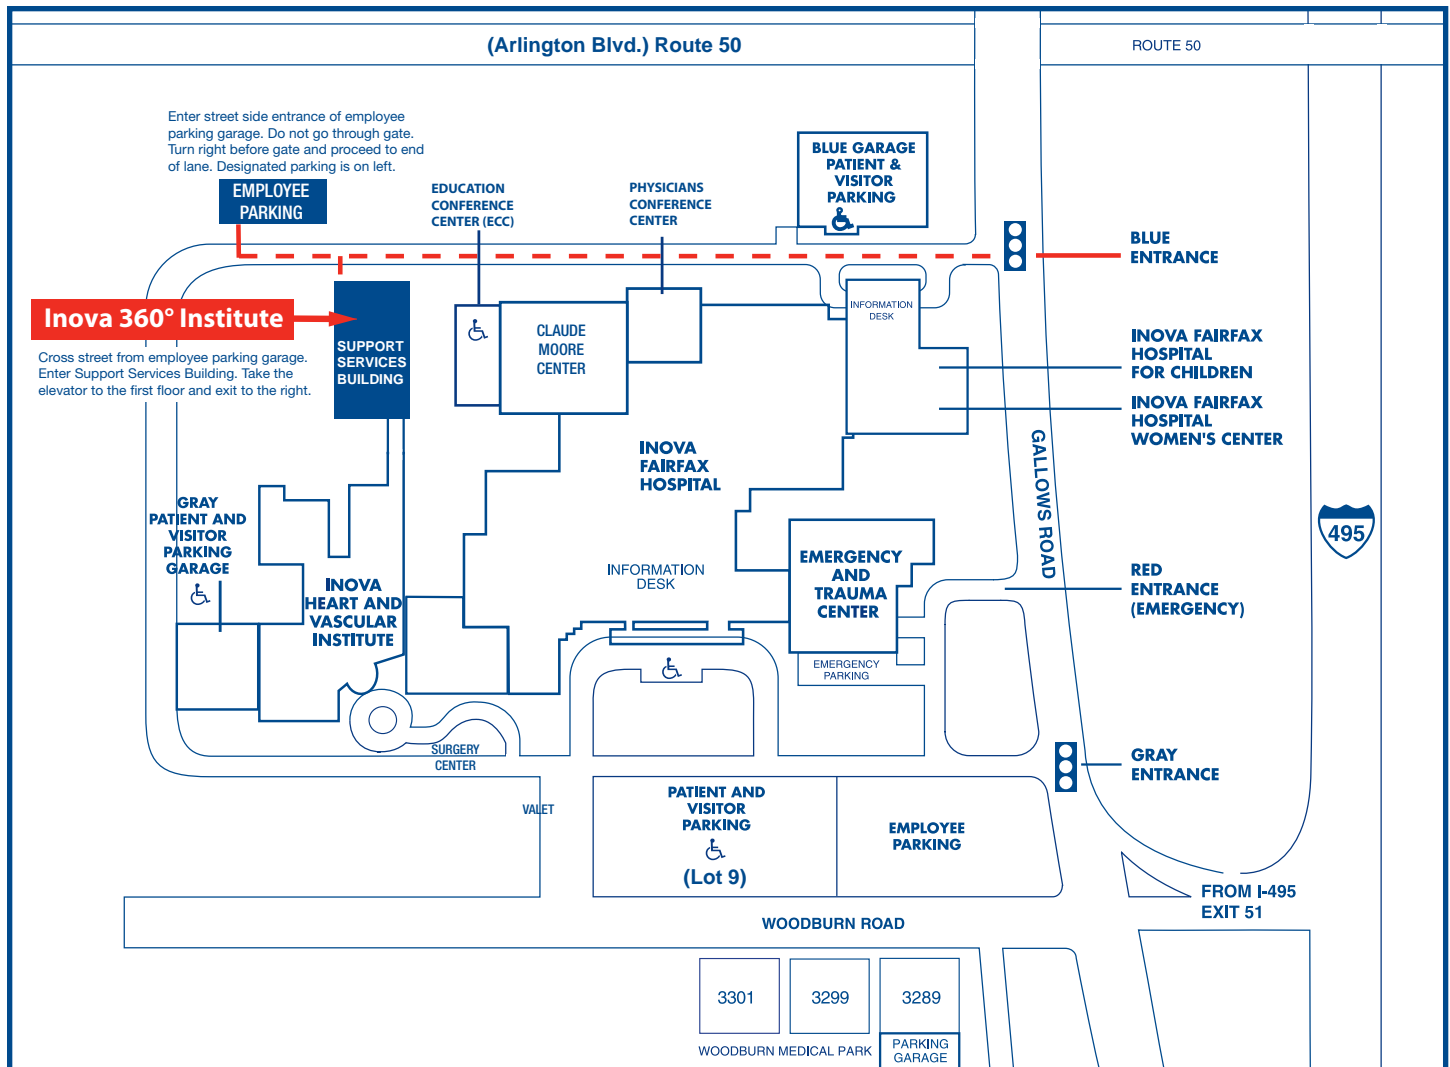 (Arlington Blvd.) Route 50
ROUTE 50
Enter street side entrance of employee
parking garage. Do not go through gate.
Turn right before gate and proceed to end
of lane. Designated parking is on left.
EMPLOYEE
PARKING
EDUCATION
CONFERENCE
CENTER (ECC)
PHYSICIANS
CONFERENCE
CENTER
BLUE GARAGE
PATIENT &
VISITOR
PARKING
BLUE
ENTRANCE
Inova 360° Institute
Cross street from employee parking garage.
Enter Support Services Building. Take the
elevator to the first floor and exit to the right.
SUPPORT
SERVICES
BUILDING
CLAUDE
MOORE
CENTER
INFORMATION
DESK
INOVA FAIRFAX
HOSPITAL
FOR CHILDREN
INOVA FAIRFAX
HOSPITAL
WOMEN'S CENTER
INOVA
FAIRFAX
HOSPITAL
GALLOWS ROAD
495
GRAY
PATIENT AND
VISITOR
PARKING
GARAGE
INOVA
HEART AND
VASCULAR
INSTITUTE
INFORMATION
DESK
EMERGENCY
AND
TRAUMA
CENTER
RED
ENTRANCE
(EMERGENCY)
EMERGENCY
PARKING
SURGERY
CENTER
VALET
GRAY
ENTRANCE
PATIENT AND
VISITOR
PARKING
(Lot 9)
EMPLOYEE
PARKING
FROM I-495
EXIT 51
WOODBURN ROAD
3301
3299
3289
WOODBURN MEDICAL PARK
PARKING
GARAGE